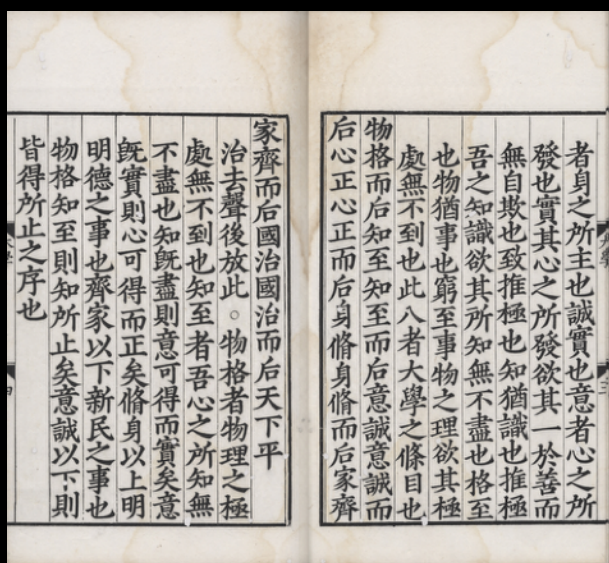 者身之所主也誠實也意者心之所
發也實其心之所發欲其一於善而
無自欺也致推極也知猶識也推極
吾之知識欲其所知無不盡也格至
也物猶事也窮至事物之理欲其極
處無不到也此八者大學之條目也
物格而后知至知至而后意誠意誠而
后心正心正而后身脩身脩而后家齊
家齊而后國治國治而后天下平
治去聲後放此○物格者物理之極
處無不到也知至者吾心之所知無
不盡也知旣盡則意可得而實矣意
旣實則心可得而正矣脩身以上明
明德之事也齊家以下新民之事也
物格知至則知所止矣意誠以下則
皆得所止之序也